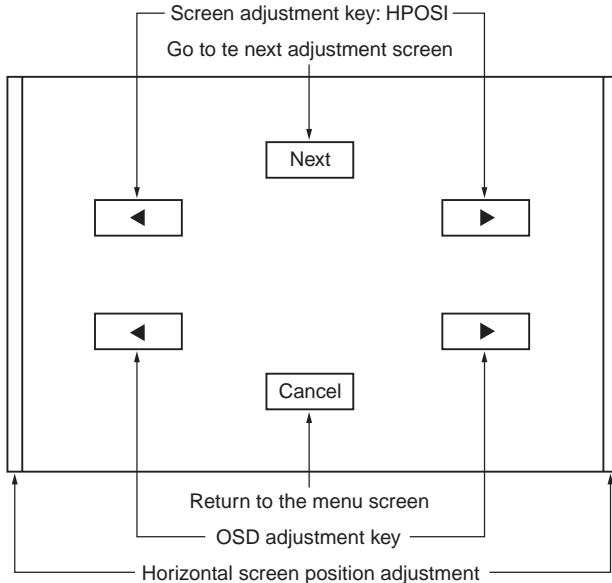 Screen adjustment key: HPOSI
Go to te next adjustment screen
Next
Cancel
Return to the menu screen
OSD adjustment key
Horizontal screen position adjustment